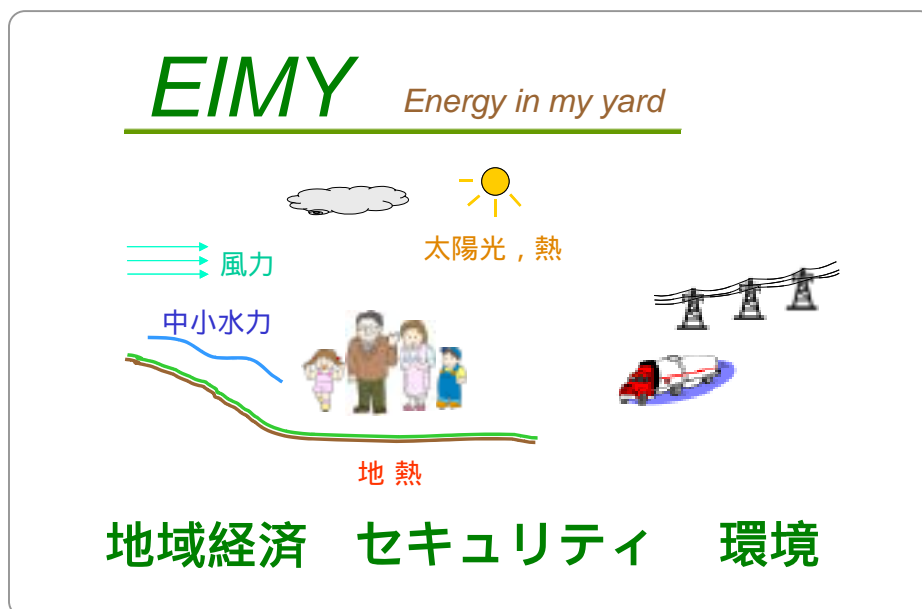 EIMY Energy in my yard
太陽光，熱
風力
中小水力
地 熱
地域経済　セキュリティ　環境